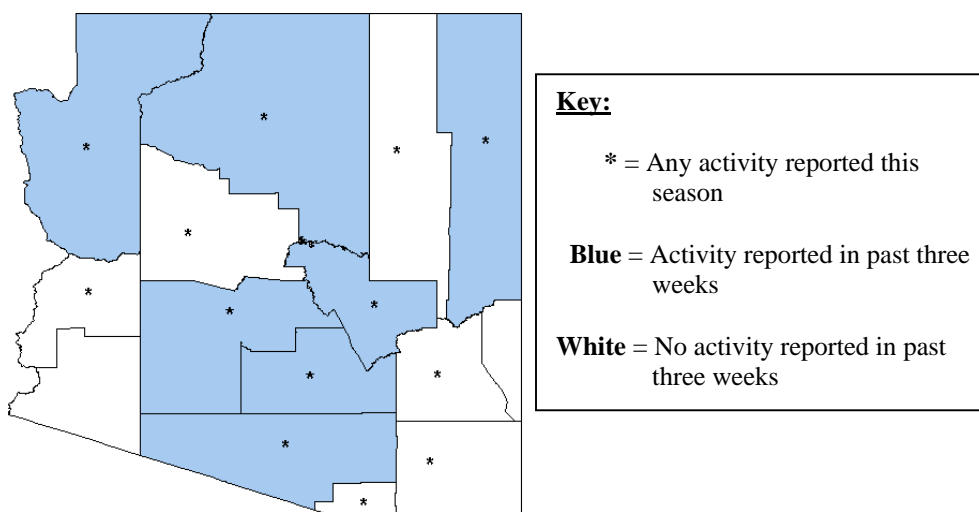 Key:
* = Any activity reported this
season
Blue = Activity reported in past three
weeks
White = No activity reported in past
three weeks
* * * *
*
*
* *
* *
*
*
*